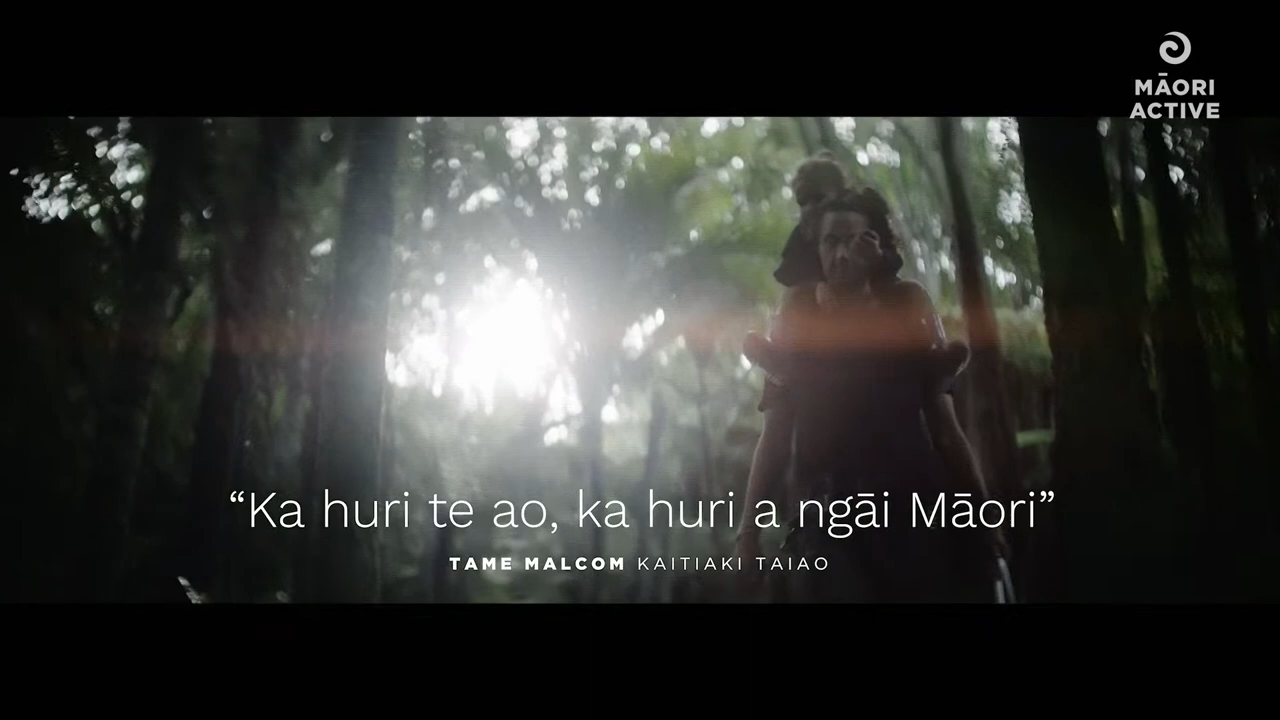 MĀORI
ACTIVE
“Ka huri te ao, ka huri a ngāi Māori”
TAME MALCOM KAITIAKI TAIAO